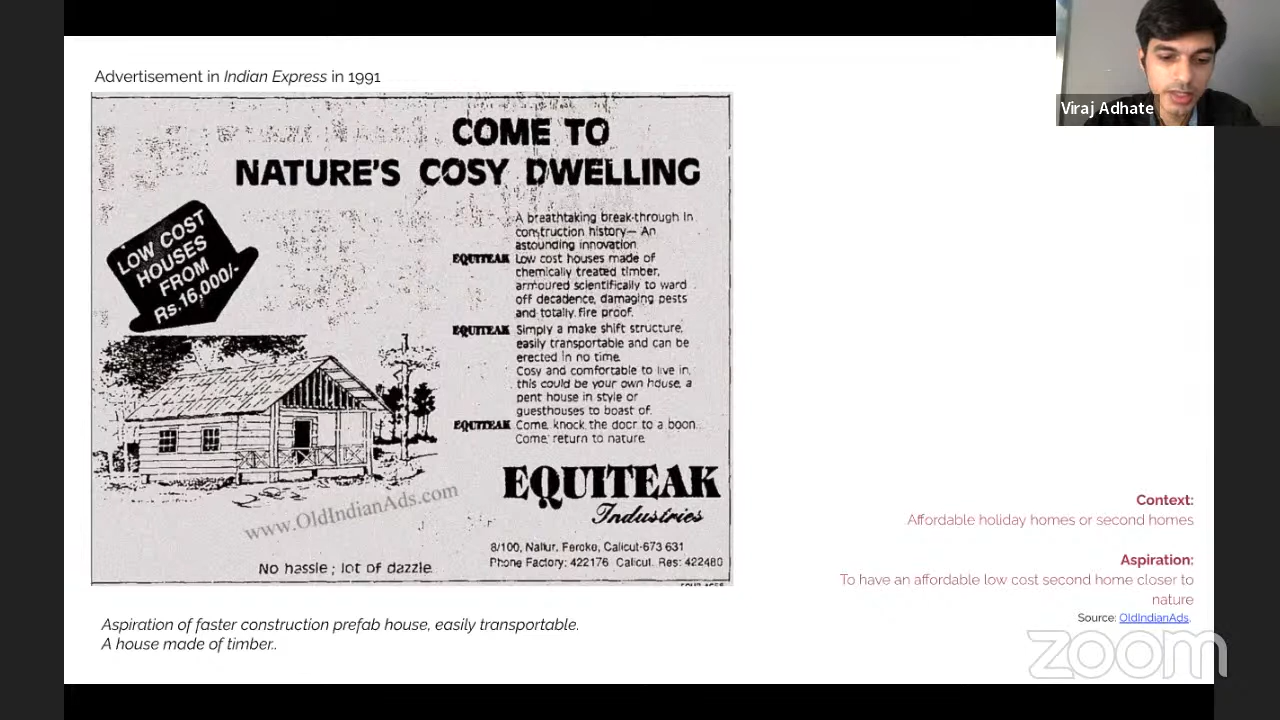 Advertisement in Indian Express in 1991
COME TO
NATURE'S COSY DWELLING
LOW COST
HOUSES
FROM
Rs.16,000/-
A breathtaking break-through in
construction history— An
astounding innovation
EQUITEAK Low cost houses made of
chemically treated timber,
armoured scientifically to ward
off decadence, damaging pests
and totally fire proof.
EQUITEAK Simply a make shift structure,
easily transportable and can be
erected in no time.
Cosy and comfortable to live in,
this could be your own house, a
pent house in style or
guesthouses to boast of.
EQUITEAK Come, knock the door to a boon.
Come, return to nature
EQUITEAK
Industries
www.OldIndianAds.com
8/100, Nallur, Feroke, Calicut-673 631
Phone Factory: 422176 Calicut. Res: 422480
No hassle ; lot of dazzle
Aspiration of faster construction prefab house, easily transportable.
A house made of timber..
Viraj Adhate
Context:
Affordable holiday homes or second homes
Aspiration:
To have an affordable low cost second home closer to
nature
Source: OldIndianAds.
zoom